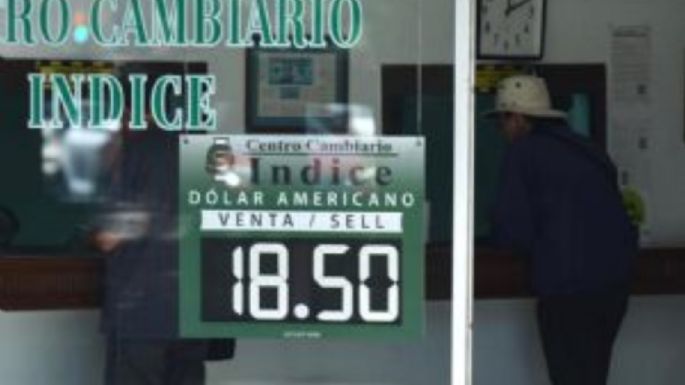 RO CAMBIARIO
INDICE
Centro Cambiario
Indice
DÓLAR AMERICANO
VENTA / SELL
18.50